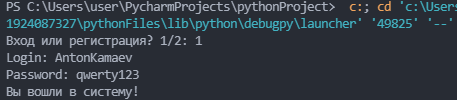 PS C:\Users\user\PycharmProjects\pythonProject> c:; cd 'c:\Users
1924087327\pythonFiles\lib\python\debugpy\launcher' '49825' '--'
Вход или регистрация? 1/2: 1
Login: AntonKamaev
Password: qwerty123
Вы вошли в систему!